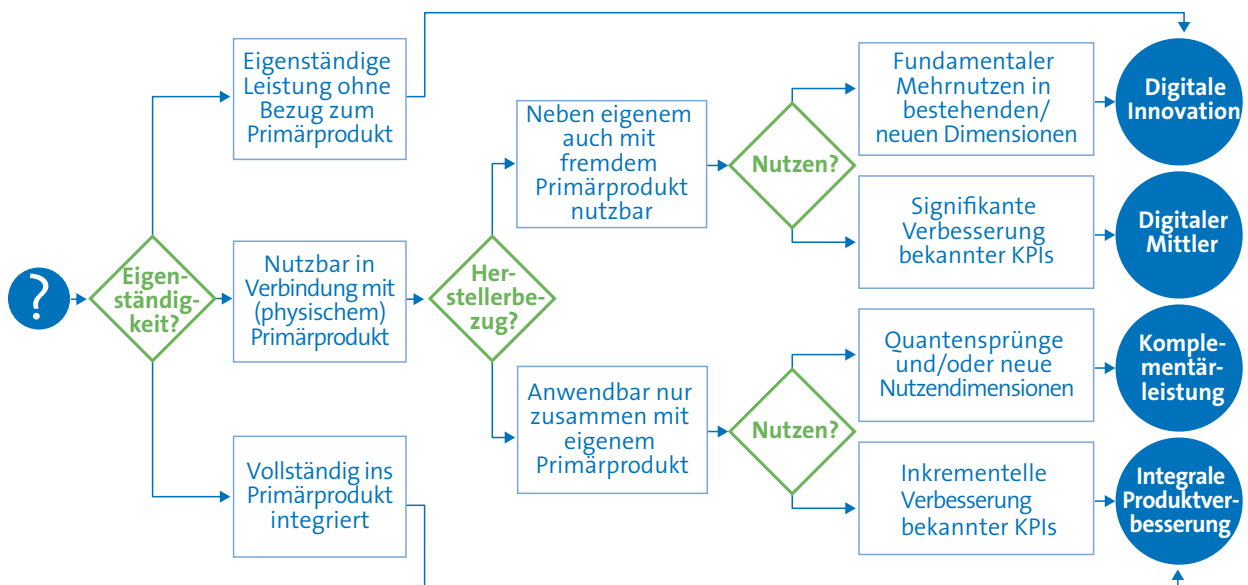 Eigenständige
Leistung ohne
Bezug zum
Primärprodukt
Fundamentaler
Mehrnutzen in
bestehenden/
neuen Dimensionen
Digitale
Innovation
Neben eigenem
auch mit
fremdem
Primärprodukt
nutzbar
Nutzen?
Signifikante
Verbesserung
bekannter KPIs
Digitaler
Mittler
?
Eigen-
ständig-
keit?
Nutzbar in
Verbindung mit
(physischem)
Primärprodukt
Her-
stellerbe-
zug?
Quantensprünge
und/oder neue
Nutzendimensionen
Komple-
mentär-
leistung
Anwendbar nur
zusammen mit
eigenem
Primärprodukt
Nutzen?
Vollständig ins
Primärprodukt
integriert
Inkrementelle
Verbesserung
bekannter KPIs
Integrale
Produktver-
besserung